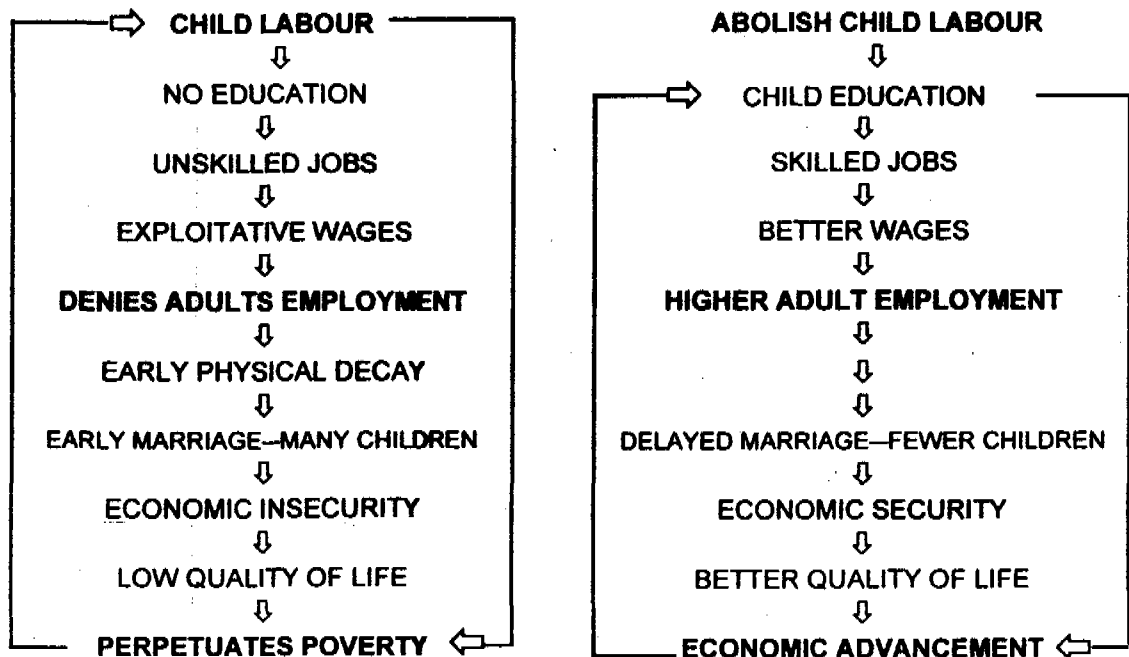 CHILD LABOUR
NO EDUCATION
UNSKILLED JOBS
EXPLOITATIVE WAGES
DENIES ADULTS EMPLOYMENT
EARLY PHYSICAL DECAY
EARLY MARRIAGE–MANY CHILDREN
ECONOMIC INSECURITY
LOW QUALITY OF LIFE
PERPETUATES POVERTY
ABOLISH CHILD LABOUR
CHILD EDUCATION
SKILLED JOBS
BETTER WAGES
HIGHER ADULT EMPLOYMENT
DELAYED MARRIAGE–FEWER CHILDREN
ECONOMIC SECURITY
BETTER QUALITY OF LIFE
ECONOMIC ADVANCEMENT